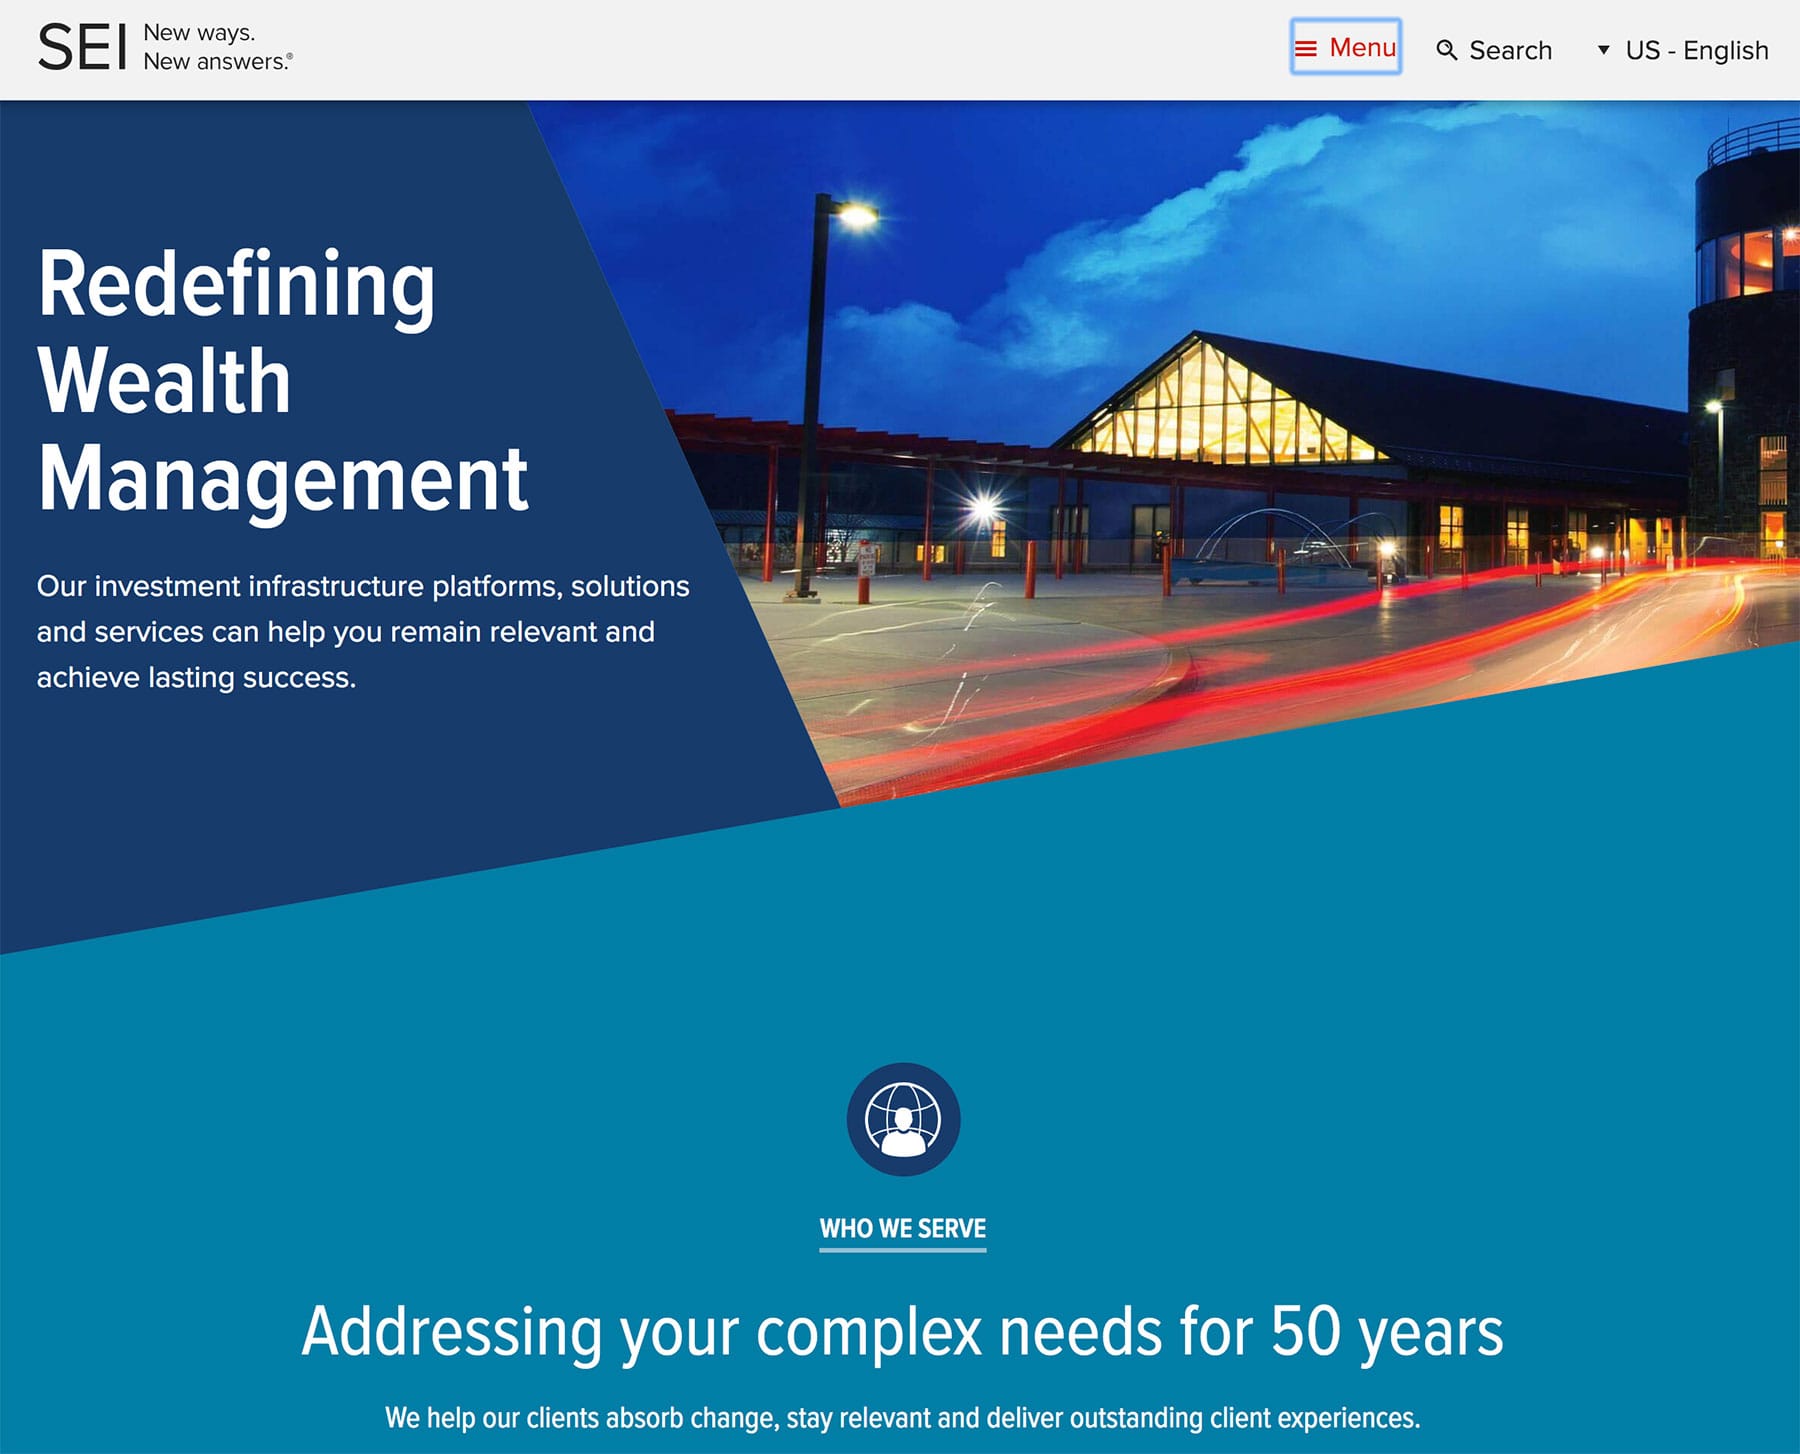 SEI New ways.
New answers.®
Menu
Search
US - English
Redefining
Wealth
Management
Our investment infrastructure platforms, solutions
and services can help you remain relevant and
achieve lasting success.
WHO WE SERVE
Addressing your complex needs for 50 years
We help our clients absorb change, stay relevant and deliver outstanding client experiences.